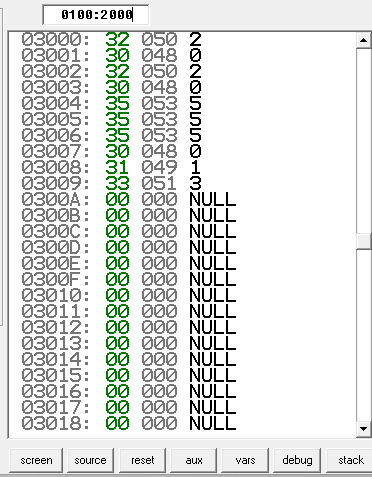 0100:2000
03000: 32 050 2
03001: 30 048 0
03002: 32 050 2
03003: 30 048 0
03004: 35 053 5
03005: 35 053 5
03006: 35 053 5
03007: 30 048 0
03008: 31 049 1
03009: 33 051 3
0300A: 00 000 NULL
0300B: 00 000 NULL
0300C: 00 000 NULL
0300D: 00 000 NULL
0300E: 00 000 NULL
0300F: 00 000 NULL
03010: 00 000 NULL
03011: 00 000 NULL
03012: 00 000 NULL
03013: 00 000 NULL
03014: 00 000 NULL
03015: 00 000 NULL
03016: 00 000 NULL
03017: 00 000 NULL
03018: 00 000 NULL
screen source reset aux vars debug stack